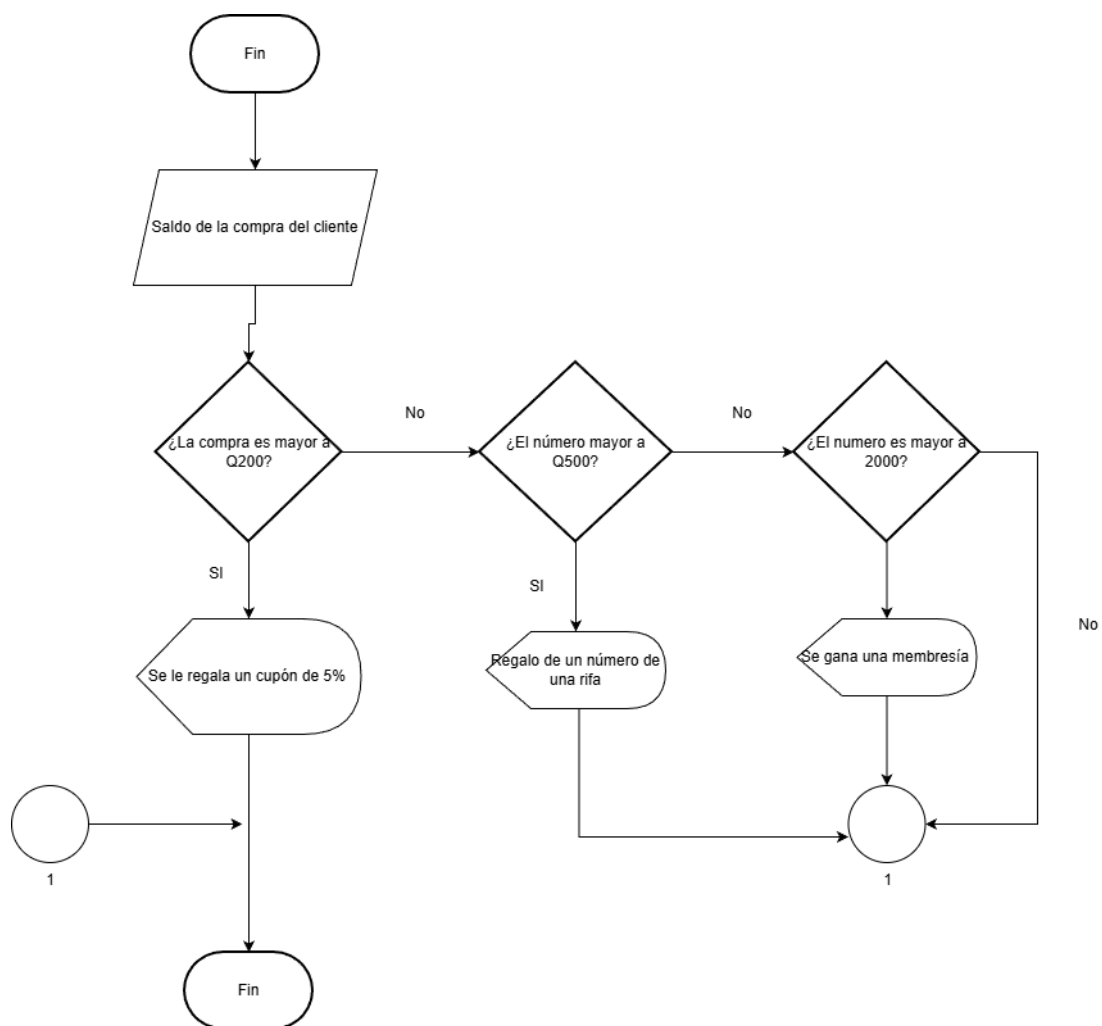 Fin
Saldo de la compra del cliente
¿La compra es mayor a
Q200?
No
¿El número mayor a
Q500?
No
¿El numero es mayor a
2000?
No
SI
Se le regala un cupón de 5%
SI
Regalo de un número de
una rifa
Se gana una membresía
1
1
Fin